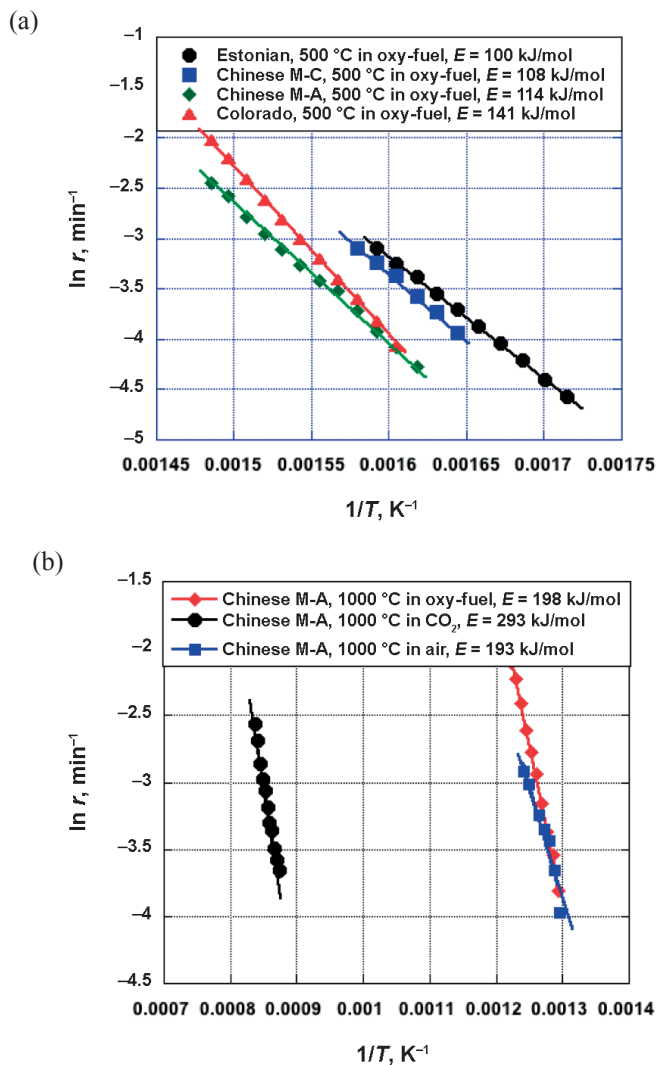 (a)
–1
–1.5
–2
–2.5
–3
–3.5
–4
–4.5
–5
ln r, min⁻¹
Estonian, 500 °C in oxy-fuel, E = 100 kJ/mol
Chinese M-C, 500 °C in oxy-fuel, E = 108 kJ/mol
Chinese M-A, 500 °C in oxy-fuel, E = 114 kJ/mol
Colorado, 500 °C in oxy-fuel, E = 141 kJ/mol
0.00145 0.0015 0.00155 0.0016 0.00165 0.0017 0.00175
1/T, K⁻¹
(b)
–1.5
–2
–2.5
–3
–3.5
–4
–4.5
ln r, min⁻¹
Chinese M-A, 1000 °C in oxy-fuel, E = 198 kJ/mol
Chinese M-A, 1000 °C in CO₂, E = 293 kJ/mol
Chinese M-A, 1000 °C in air, E = 193 kJ/mol
0.0007 0.0008 0.0009 0.001 0.0011 0.0012 0.0013 0.0014
1/T, K⁻¹